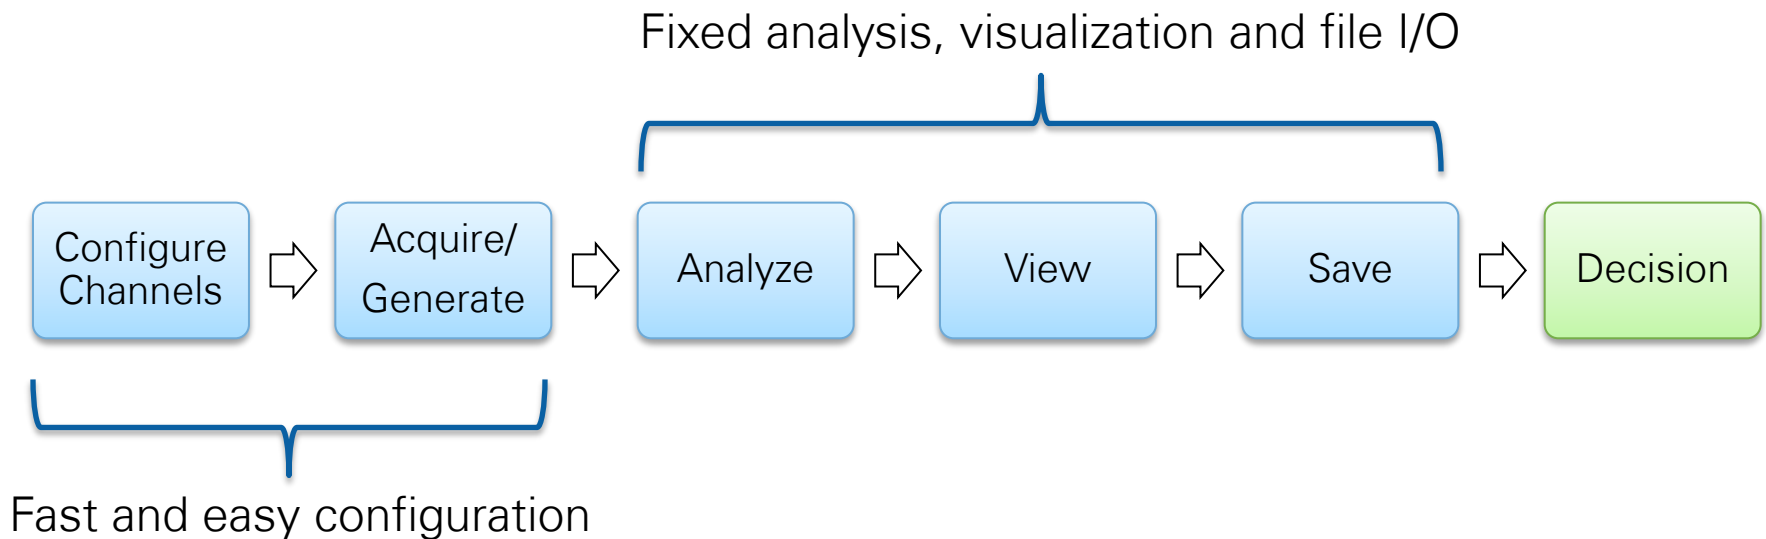 Fixed analysis, visualization and file I/O
Configure
Channels
Acquire/
Generate
Analyze
View
Save
Decision
Fast and easy configuration